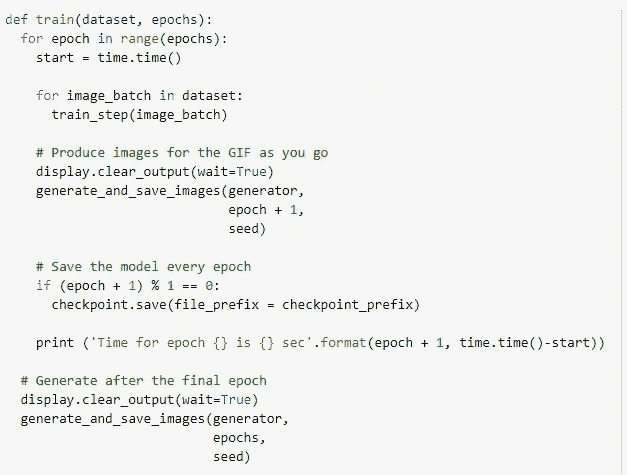 def train(dataset, epochs):
  for epoch in range(epochs):
    start = time.time()

    for image_batch in dataset:
      train_step(image_batch)

    # Produce images for the GIF as you go
    display.clear_output(wait=True)
    generate_and_save_images(generator,
                             epoch + 1,
                             seed)

    # Save the model every epoch
    if (epoch + 1) % 1 == 0:
      checkpoint.save(file_prefix = checkpoint_prefix)

    print ('Time for epoch {} is {} sec'.format(epoch + 1, time.time()-start))

  # Generate after the final epoch
  display.clear_output(wait=True)
  generate_and_save_images(generator,
                           epochs,
                           seed)